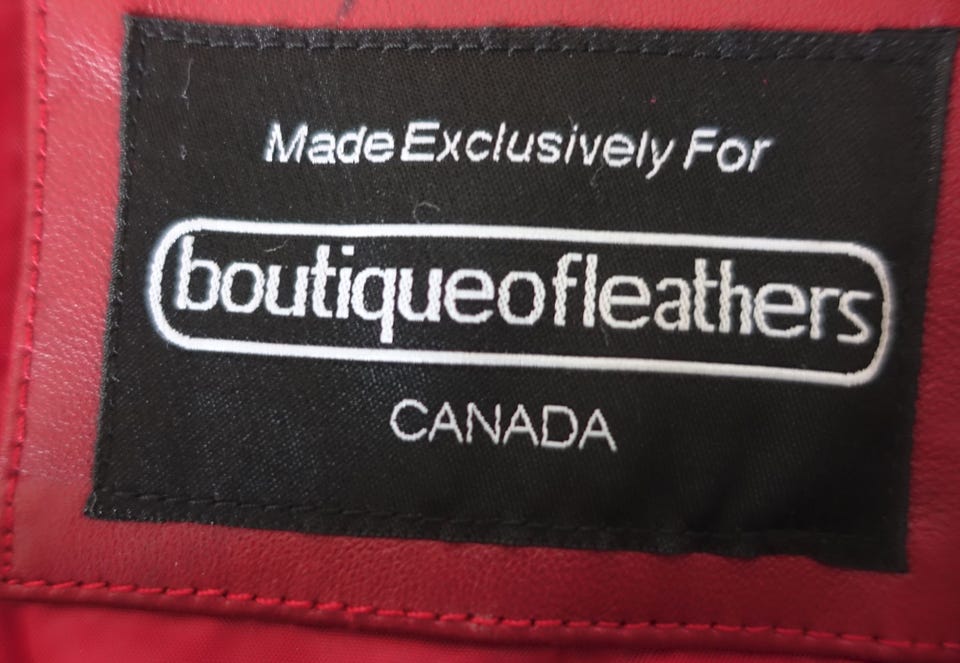 Made Exclusively For
boutiqueofleathers
CANADA